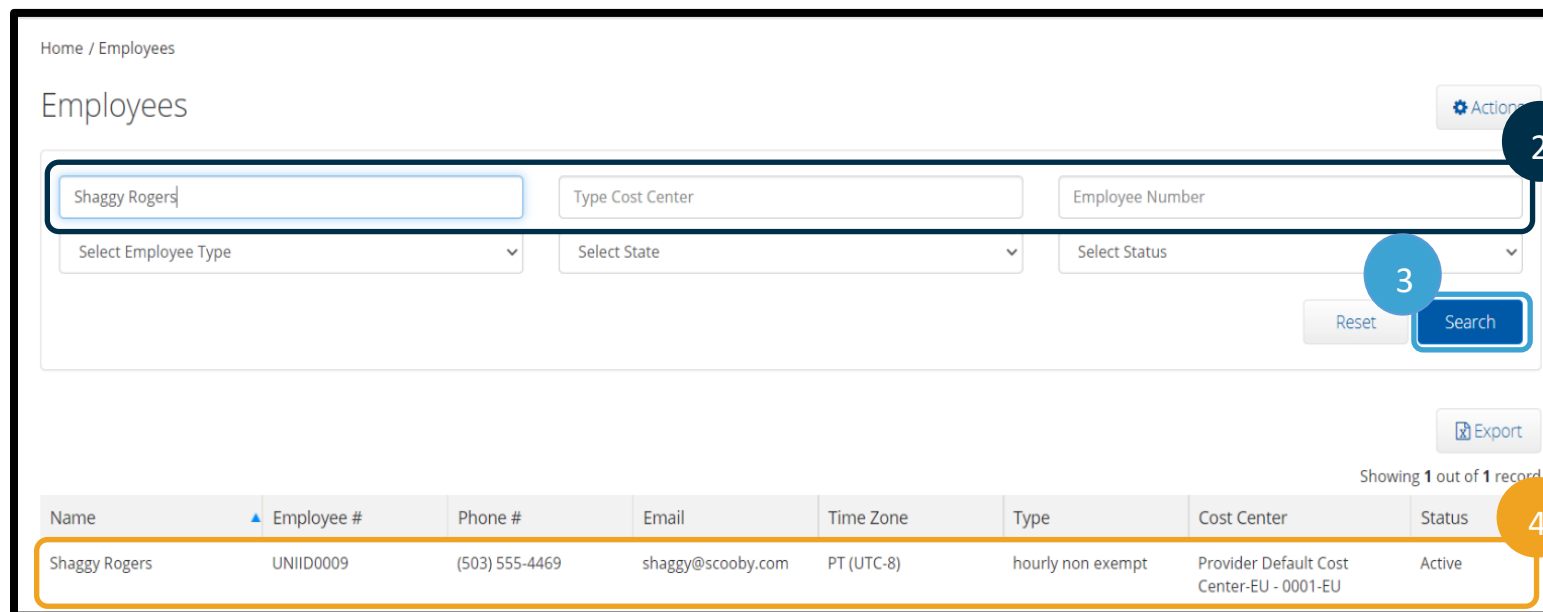 Home / Employees
Employees
Actions
2
Shaggy Rogers
Type Cost Center
Employee Number
Select Employee Type
Select State
Select Status
3
Reset
Search
Export
Showing 1 out of 1 record
Name Employee # Phone # Email Time Zone Type Cost Center Status
4
Shaggy Rogers UNIID0009 (503) 555-4469 shaggy@scooby.com PT (UTC-8) hourly non exempt Provider Default Cost Active
Center-EU - 0001-EU